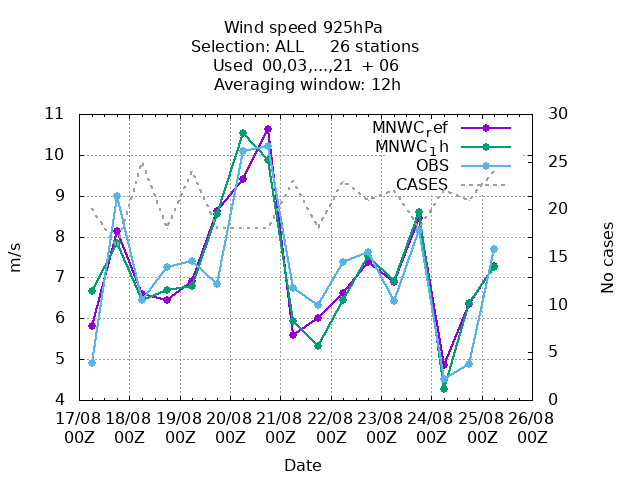 Wind speed 925hPa
Selection: ALL 26 stations
Used 00,03,...,21 + 06
Averaging window: 12h
11 30
MNWCref
MNWC1h
OBS
CASES
10 25
9 20
8
7 15
6 10
5 5
4 0
m/s
No cases
17/08 18/08 19/08 20/08 21/08 22/08 23/08 24/08 25/08 26/08
00Z 00Z 00Z 00Z 00Z 00Z 00Z 00Z 00Z 00Z
Date